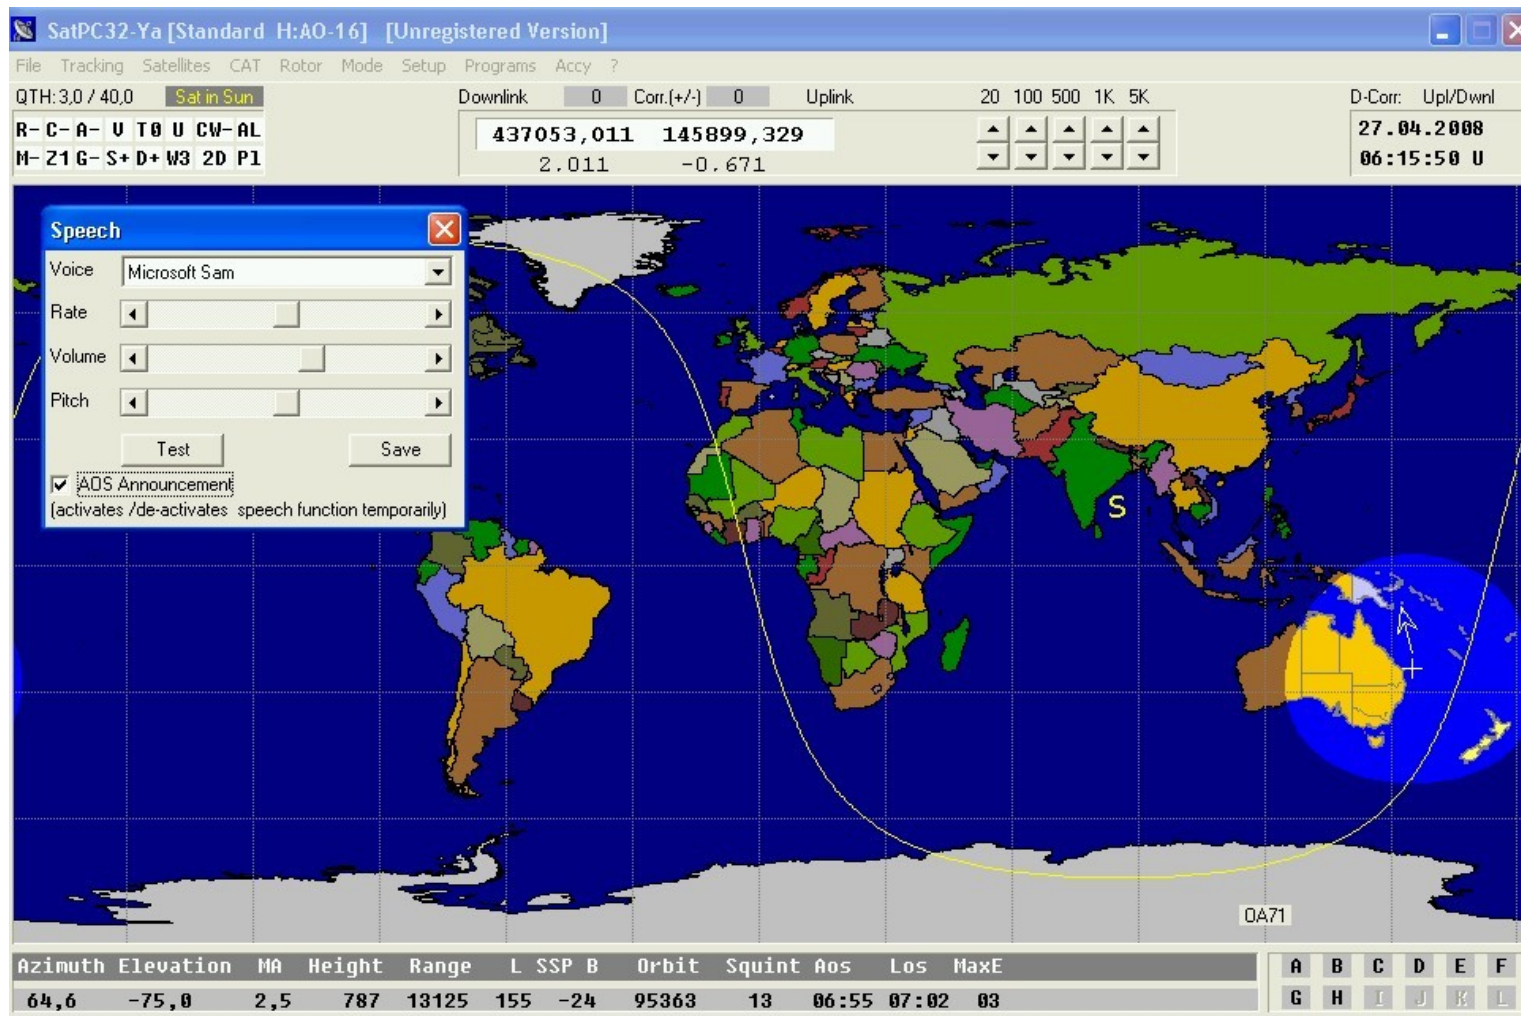 SatPC32-Ya [Standard H:AO-16] [Unregistered Version]
File Tracking Satellites CAT Rotor Mode Setup Programs Accy ?
QTH: 3,0 / 40,0 Sat in Sun Downlink 0 Corr.(+/-) 0 Uplink 20 100 500 1K 5K D-Corr: Upl/Dwnl
R- C- A- V T0 U CW- AL 437053,011 145899,329 27.04.2008
M- Z1 G- S+ D+ W3 2D P1 2.011 -0.671 06:15:50 U
Speech
Voice Microsoft Sam
Rate
Volume
Pitch
Test Save
AOS Announcement
(activates /de-activates speech function temporarily)
S
OA71
Azimuth Elevation MA Height Range L SSP B Orbit Squint Aos Los MaxE A B C D E F
64,6 -75,0 2,5 787 13125 155 -24 95363 13 06:55 07:02 03 G H I J K L